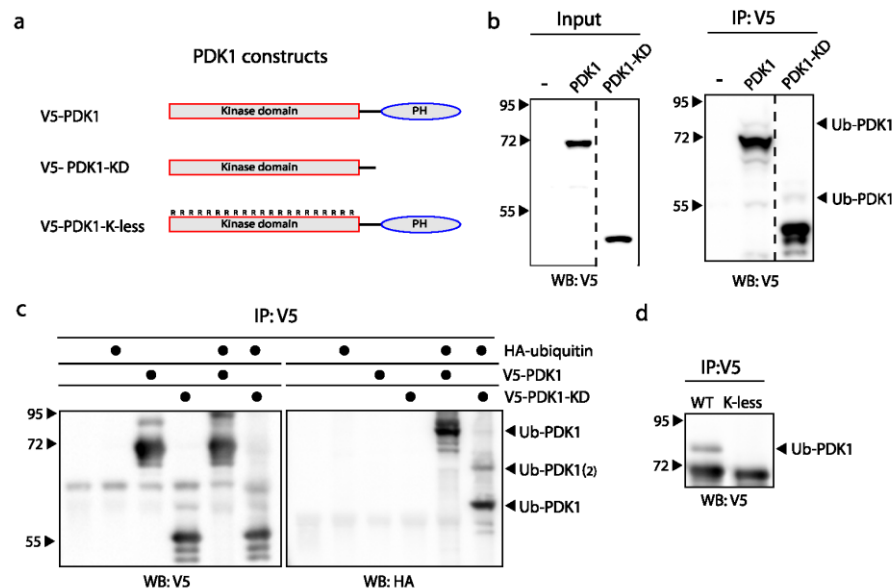 a
PDK1 constructs
V5-PDK1
Kinase domain
PH
V5- PDK1-KD
Kinase domain
V5-PDK1-K-less
R R R R R R R R R R R R R R R R R R R R
Kinase domain
PH
b
Input
IP: V5
- PDK1 PDK1-KD
- PDK1 PDK1-KD
95
72
55
95
72
55
Ub-PDK1
Ub-PDK1
WB: V5
WB: V5
c
IP: V5
HA-ubiquitin
V5-PDK1
V5-PDK1-KD
95
72
55
Ub-PDK1
Ub-PDK1(2)
Ub-PDK1
WB: V5
WB: HA
d
IP:V5
WT K-less
95
72
Ub-PDK1
WB: V5